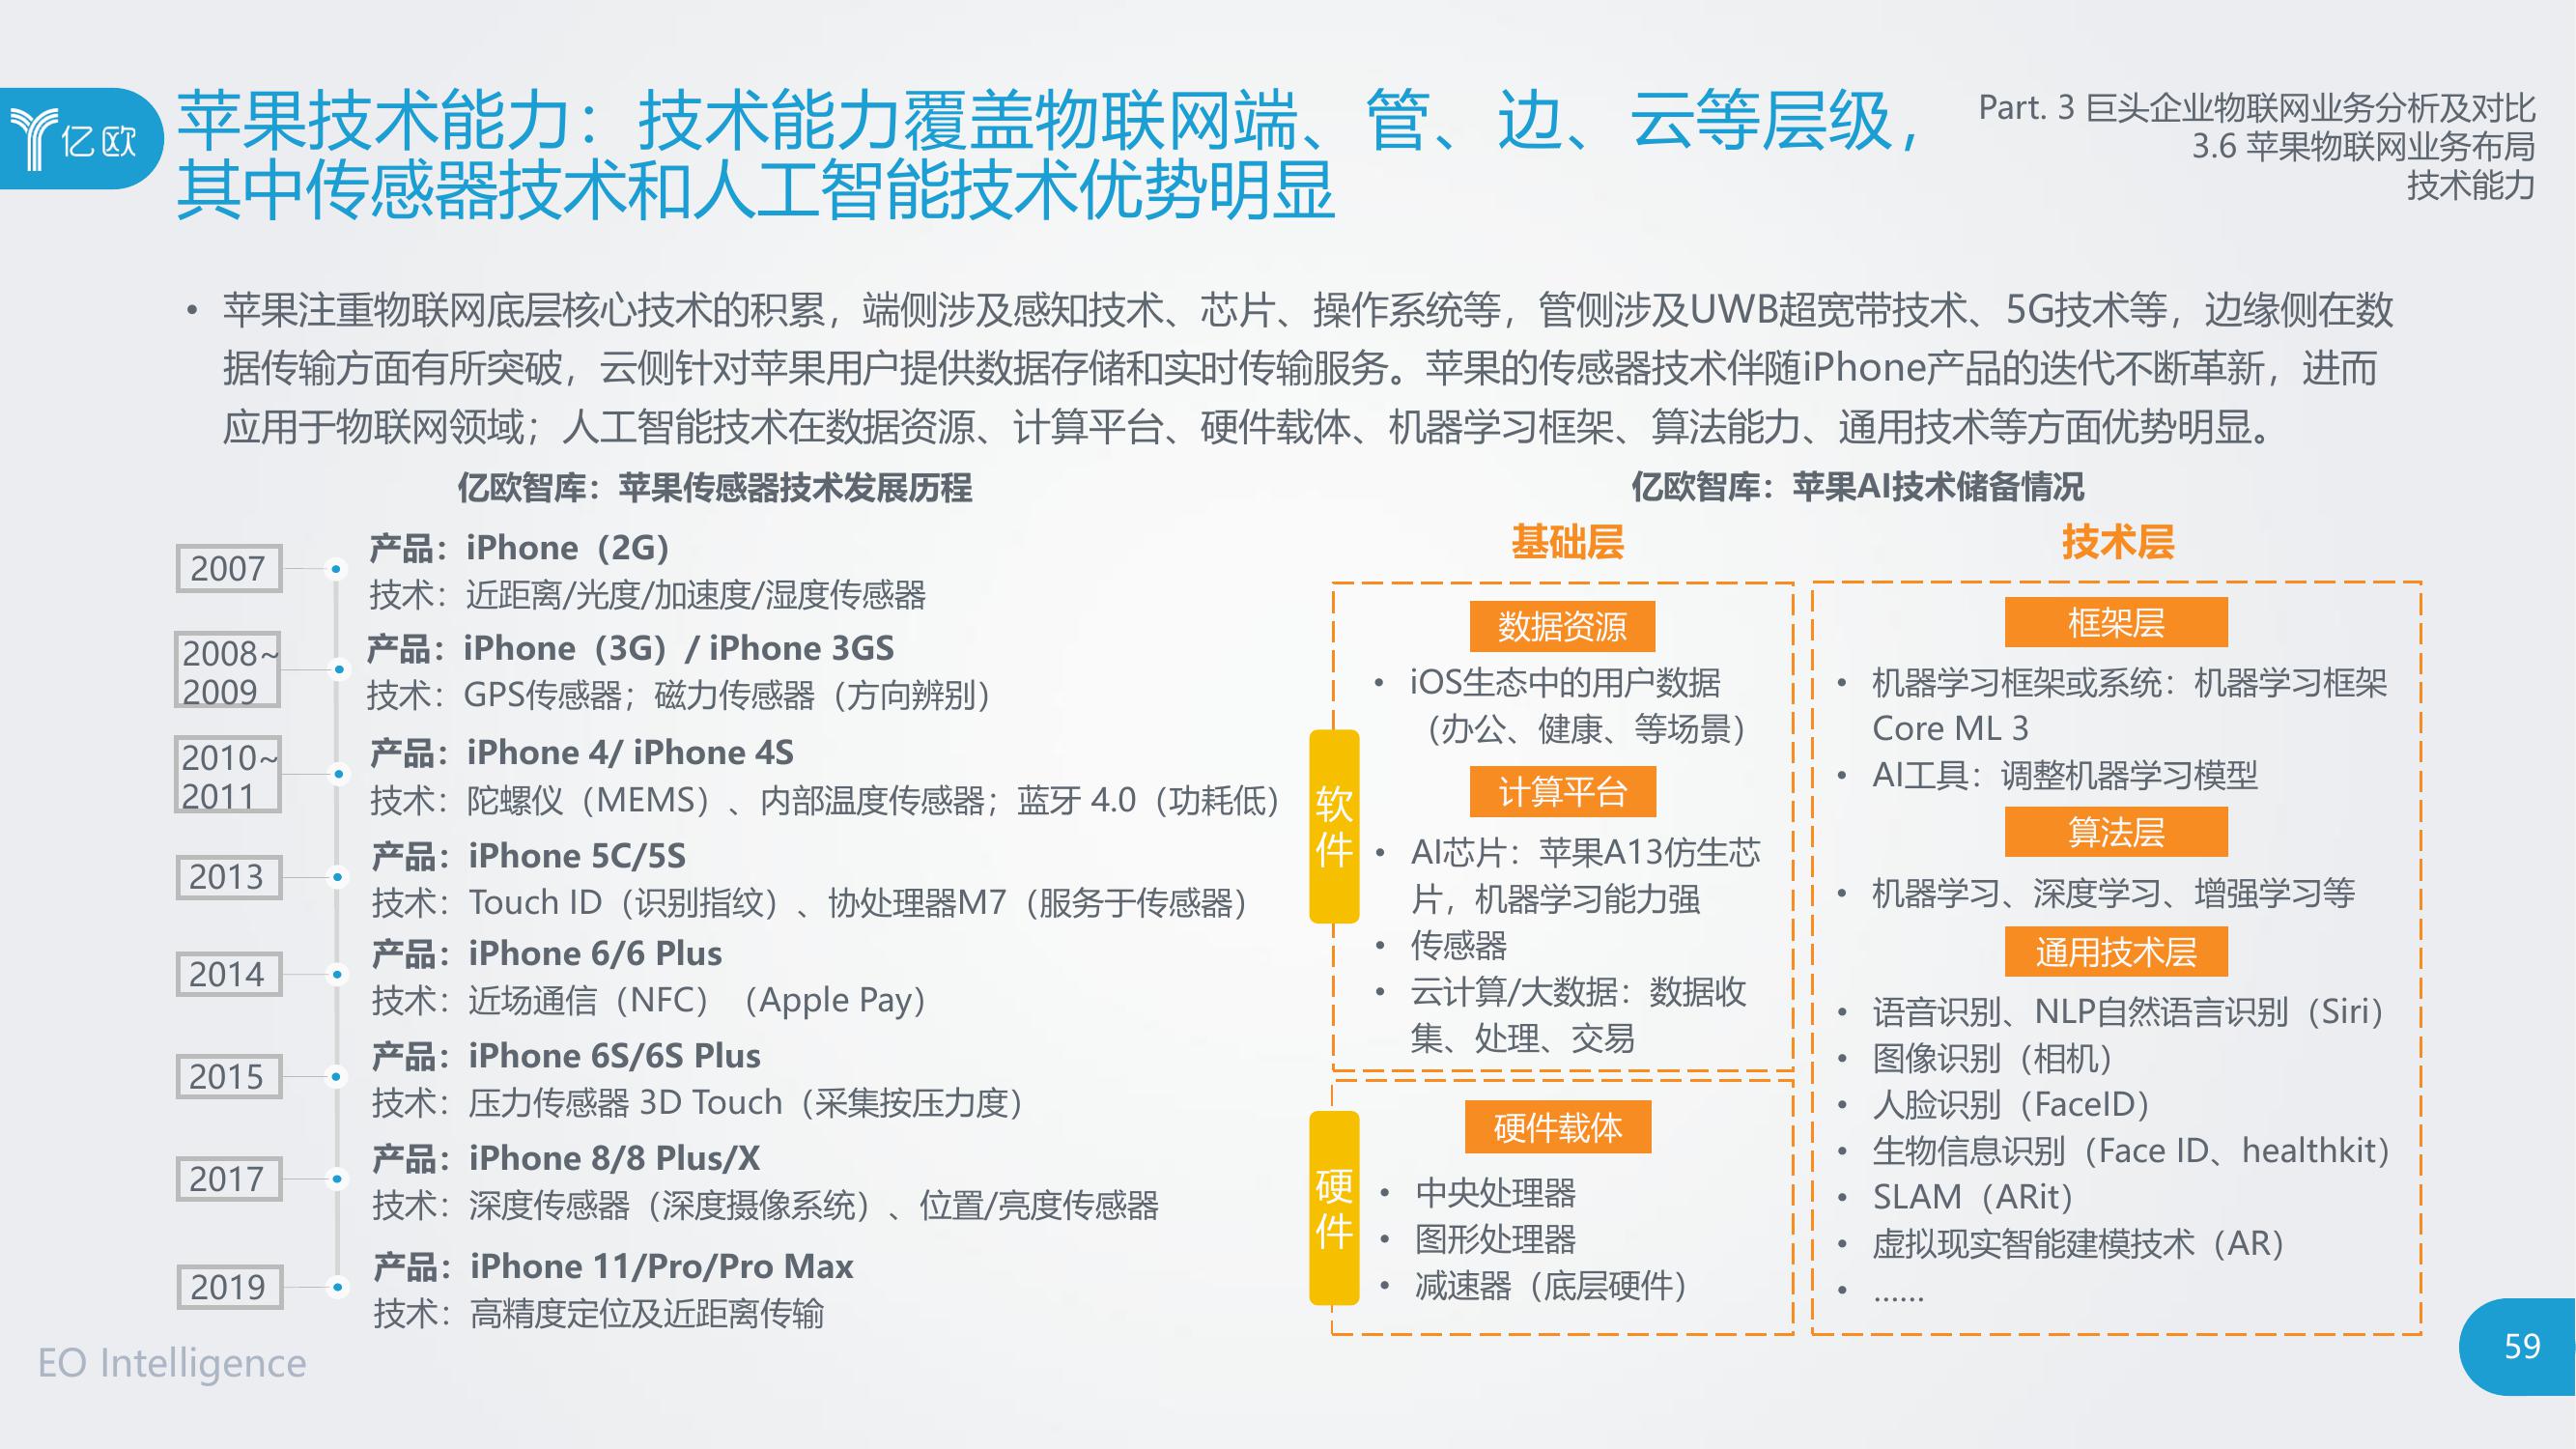 亿欧
苹果技术能力：技术能力覆盖物联网端、管、边、云等层级，
其中传感器技术和人工智能技术优势明显
Part. 3 巨头企业物联网业务分析及对比
3.6 苹果物联网业务布局
技术能力
• 苹果注重物联网底层核心技术的积累，端侧涉及感知技术、芯片、操作系统等，管侧涉及UWB超宽带技术、5G技术等，边缘侧在数
据传输方面有所突破，云侧针对苹果用户提供数据存储和实时传输服务。苹果的传感器技术伴随iPhone产品的迭代不断革新，进而
应用于物联网领域；人工智能技术在数据资源、计算平台、硬件载体、机器学习框架、算法能力、通用技术等方面优势明显。
亿欧智库：苹果传感器技术发展历程
2007
产品：iPhone（2G）
技术：近距离/光度/加速度/湿度传感器
2008~
2009
产品：iPhone（3G）/ iPhone 3GS
技术：GPS传感器；磁力传感器（方向辨别）
2010~
2011
产品：iPhone 4/ iPhone 4S
技术：陀螺仪（MEMS）、内部温度传感器；蓝牙 4.0（功耗低）
2013
产品：iPhone 5C/5S
技术：Touch ID（识别指纹）、协处理器M7（服务于传感器）
2014
产品：iPhone 6/6 Plus
技术：近场通信（NFC）（Apple Pay）
2015
产品：iPhone 6S/6S Plus
技术：压力传感器 3D Touch（采集按压力度）
2017
产品：iPhone 8/8 Plus/X
技术：深度传感器（深度摄像系统）、位置/亮度传感器
2019
产品：iPhone 11/Pro/Pro Max
技术：高精度定位及近距离传输
亿欧智库：苹果AI技术储备情况
基础层
软件
数据资源
• iOS生态中的用户数据
（办公、健康、等场景）
计算平台
• AI芯片：苹果A13仿生芯
片，机器学习能力强
• 传感器
• 云计算/大数据：数据收
集、处理、交易
硬件
硬件载体
• 中央处理器
• 图形处理器
• 减速器（底层硬件）
技术层
框架层
• 机器学习框架或系统：机器学习框架
Core ML 3
• AI工具：调整机器学习模型
算法层
• 机器学习、深度学习、增强学习等
通用技术层
• 语音识别、NLP自然语言识别（Siri）
• 图像识别（相机）
• 人脸识别（FaceID）
• 生物信息识别（Face ID、healthkit）
• SLAM（ARit）
• 虚拟现实智能建模技术（AR）
• ……
EO Intelligence
59